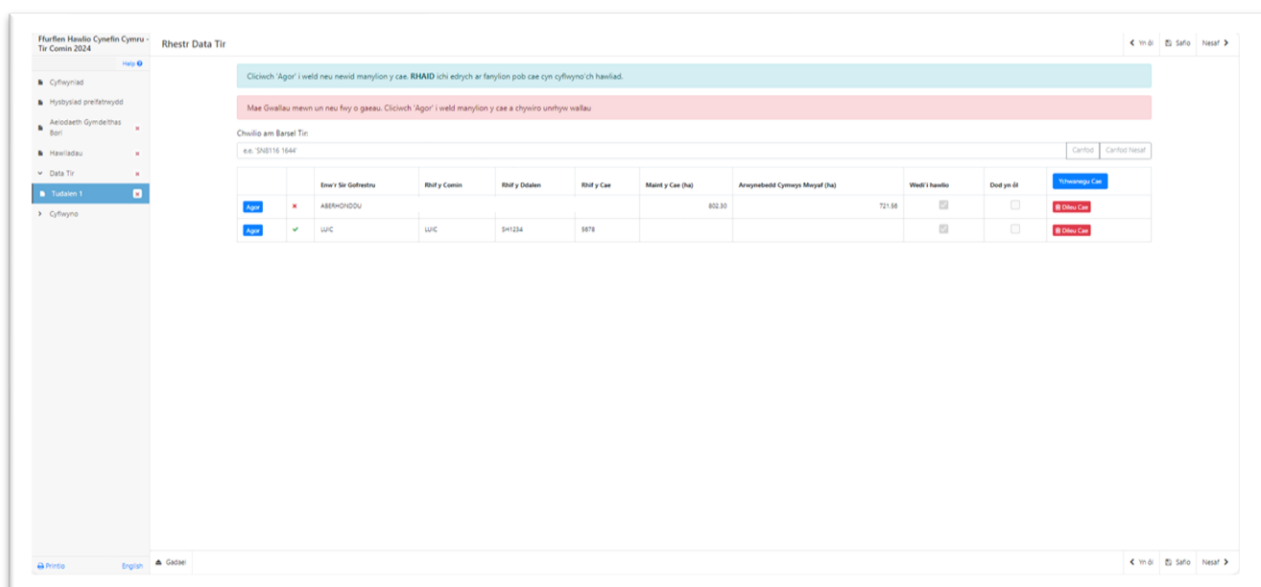 Ffurflen Hawlio Cynefin Cymru -
Tir Comin 2024
Help
Cyflwyniad
Hysbysiad preifatrwydd
Aelodaeth Gymdeithas
Bori
Hawliadau
Data Tir
Tudalen 1
Cyflwyno
Printio English
Rhestr Data Tir
Yn ôl Safio Nesaf
Cliciwch 'Agor' i weld neu newid manylion y cae. RHAID ichi edrych ar fanylion pob cae cyn cyflwyno'ch hawliad.
Mae Gwallau mewn un neu fwy o gaeau. Cliciwch 'Agor' i weld manylion y cae a chywiro unrhyw wallau
Chwilio am Barsel Tir:
e.e. 'SN8116 1644' Canfod Canfod Nesaf
Enw'r Sir Gofrestru Rhif y Comin Rhif y Ddalen Rhif y Cae Maint y Cae (ha) Arwynebedd Cymwys Mwyaf (ha) Wedi'i hawlio Dod yn ôl Ychwanegu Cae
Agor ABERHONDDU 802.30 721.58 Dileu Cae
Agor LUIC LUIC SH1234 5678 Dileu Cae
Gadael
Yn ôl Safio Nesaf